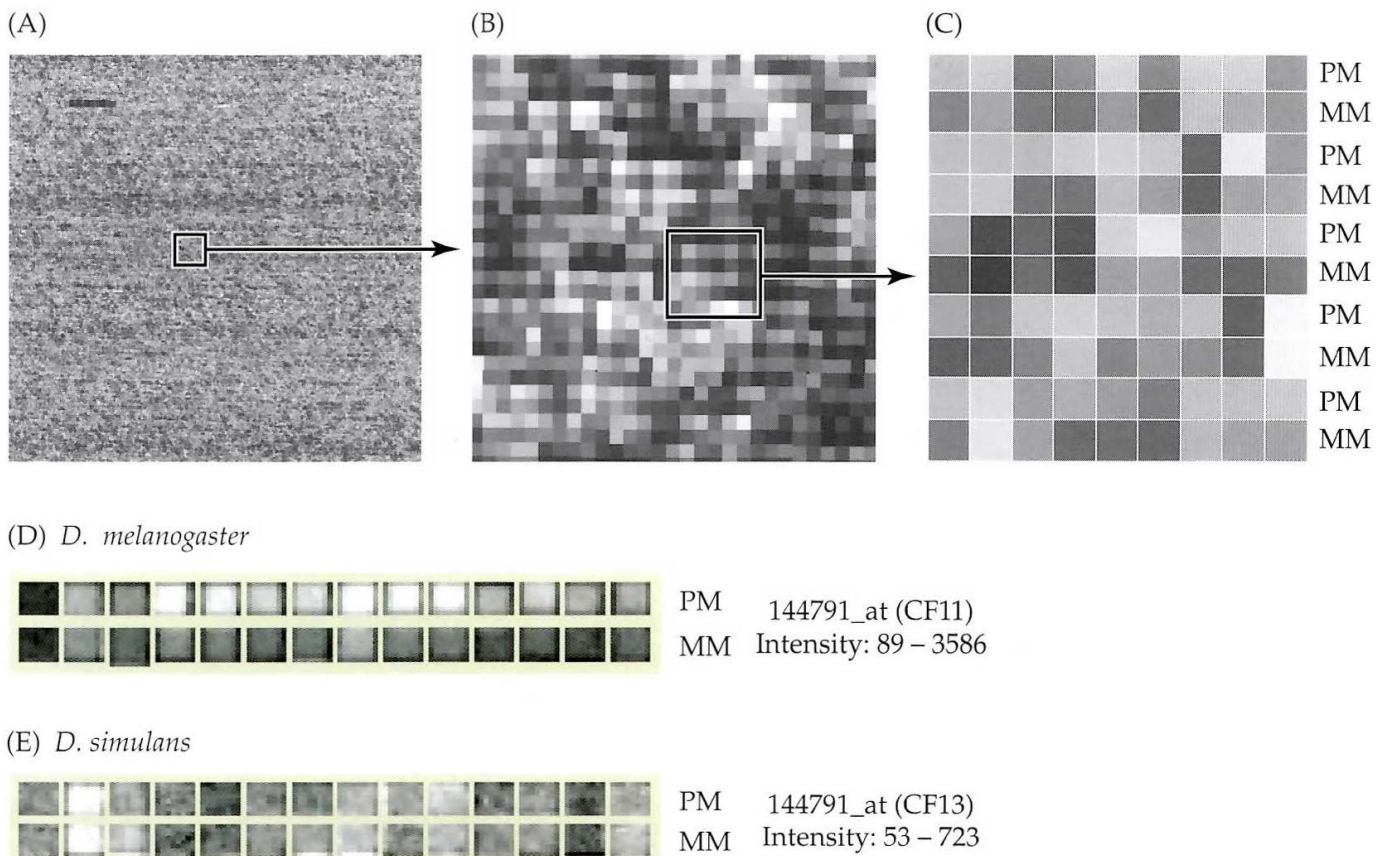 (A)
(B)
(C)
PM
MM
PM
MM
PM
MM
PM
MM
PM
MM
(D) D. melanogaster
PM
MM
144791_at (CF11)
Intensity: 89 – 3586
(E) D. simulans
PM
MM
144791_at (CF13)
Intensity: 53 – 723